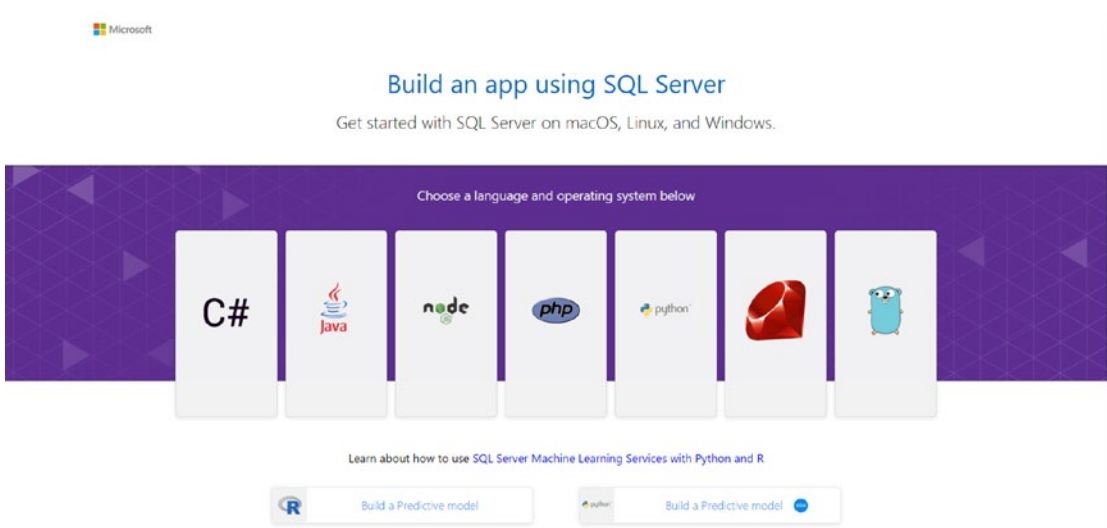 Microsoft
Build an app using SQL Server
Get started with SQL Server on macOS, Linux, and Windows.
Choose a language and operating system below
C#
Java
node
JS
php
python
Learn about how to use SQL Server Machine Learning Services with Python and R
R
Build a Predictive model
python
Build a Predictive model